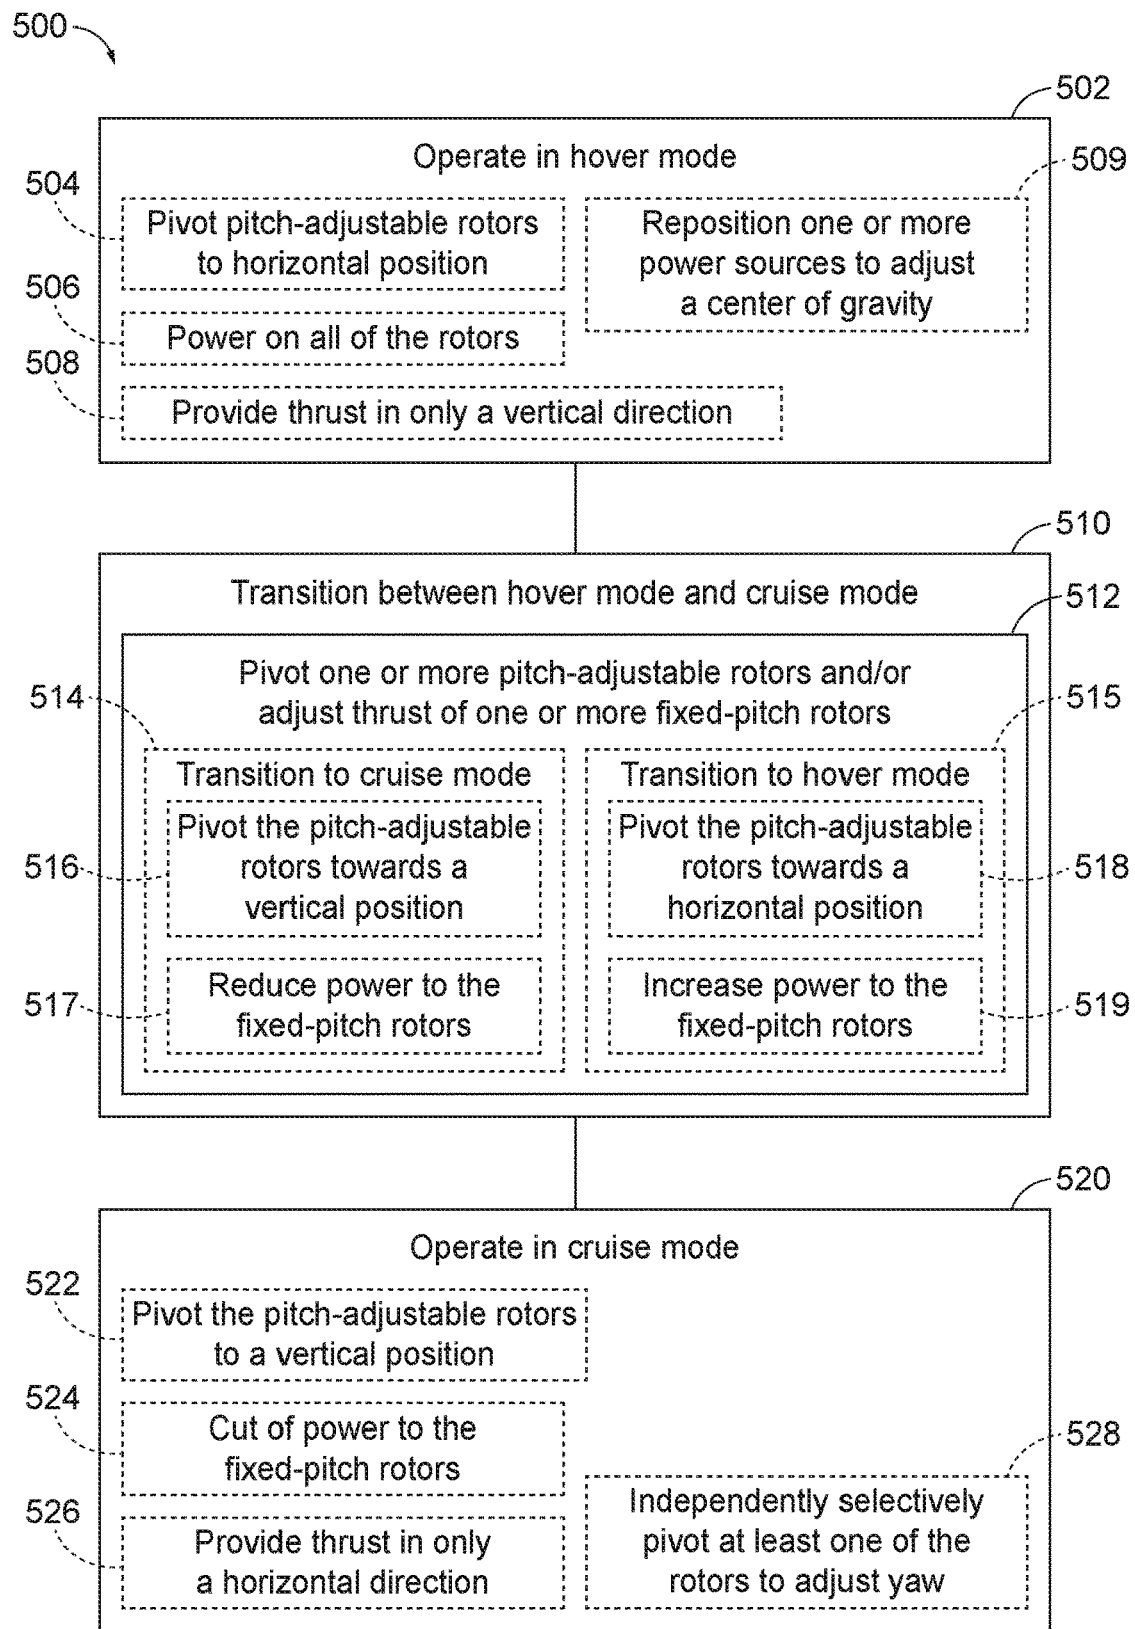 500
502
Operate in hover mode
504
Pivot pitch-adjustable rotors
to horizontal position
509
Reposition one or more
power sources to adjust
a center of gravity
506
Power on all of the rotors
508
Provide thrust in only a vertical direction
510
Transition between hover mode and cruise mode
512
Pivot one or more pitch-adjustable rotors and/or
adjust thrust of one or more fixed-pitch rotors
514
Transition to cruise mode
516
Pivot the pitch-adjustable
rotors towards a
vertical position
517
Reduce power to the
fixed-pitch rotors
515
Transition to hover mode
Pivot the pitch-adjustable
rotors towards a
horizontal position
518
Increase power to the
fixed-pitch rotors
519
520
Operate in cruise mode
522
Pivot the pitch-adjustable rotors
to a vertical position
524
Cut of power to the
fixed-pitch rotors
526
Provide thrust in only
a horizontal direction
528
Independently selectively
pivot at least one of the
rotors to adjust yaw